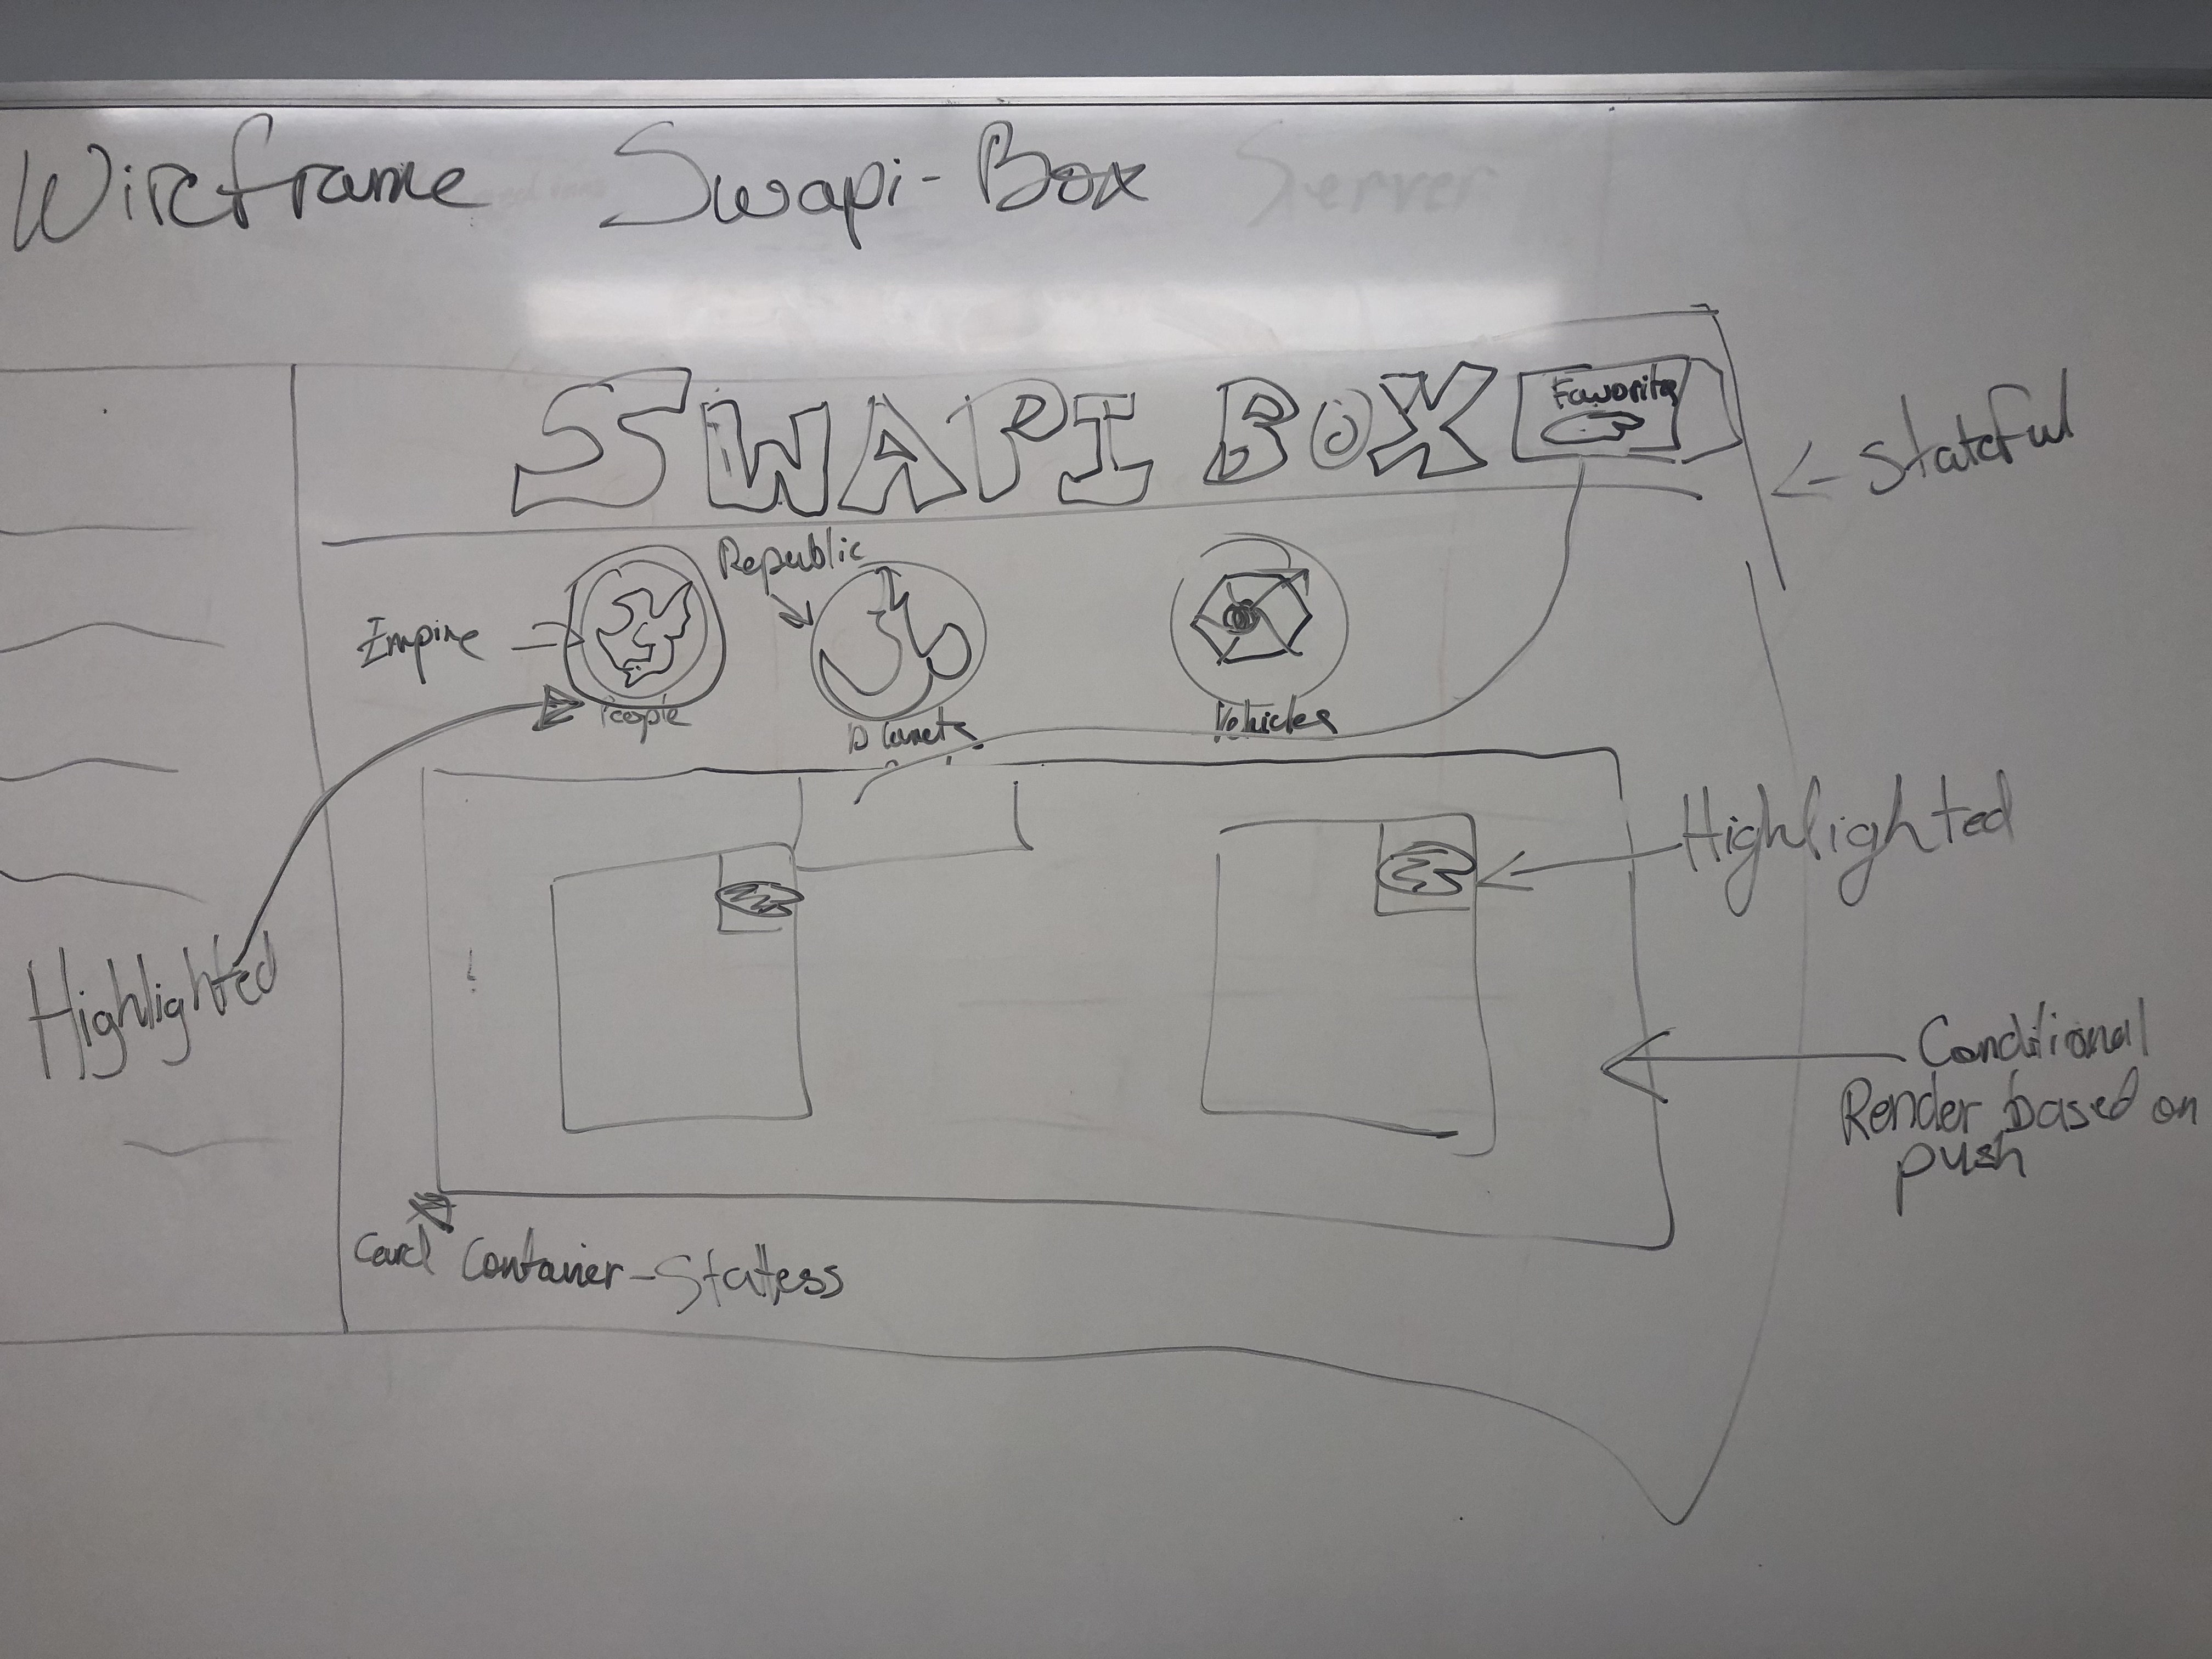 Wireframe Swapi-Box Server
SWAPI BOX
Favorites
<- Stateful
Republic
Empire
People
Planets
Vehicles
Highlighted
Highlighted
Conditional
Render based on
push
Card Container-Statless